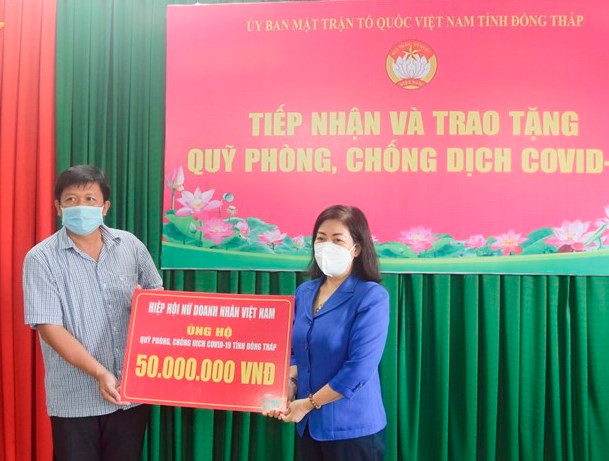 ỦY BAN MẶT TRẬN TỔ QUỐC VIỆT NAM TỈNH ĐỒNG THÁP
TIẾP NHẬN VÀ TRAO TẶNG
QUỸ PHÒNG, CHỐNG DỊCH COVID-
HIỆP HỘI NỮ DOANH NHÂN VIỆT NAM
ỦNG HỘ
QUỸ PHÒNG, CHỐNG DỊCH COVID-19 TỈNH ĐỒNG THÁP
50.000.000 VNĐ